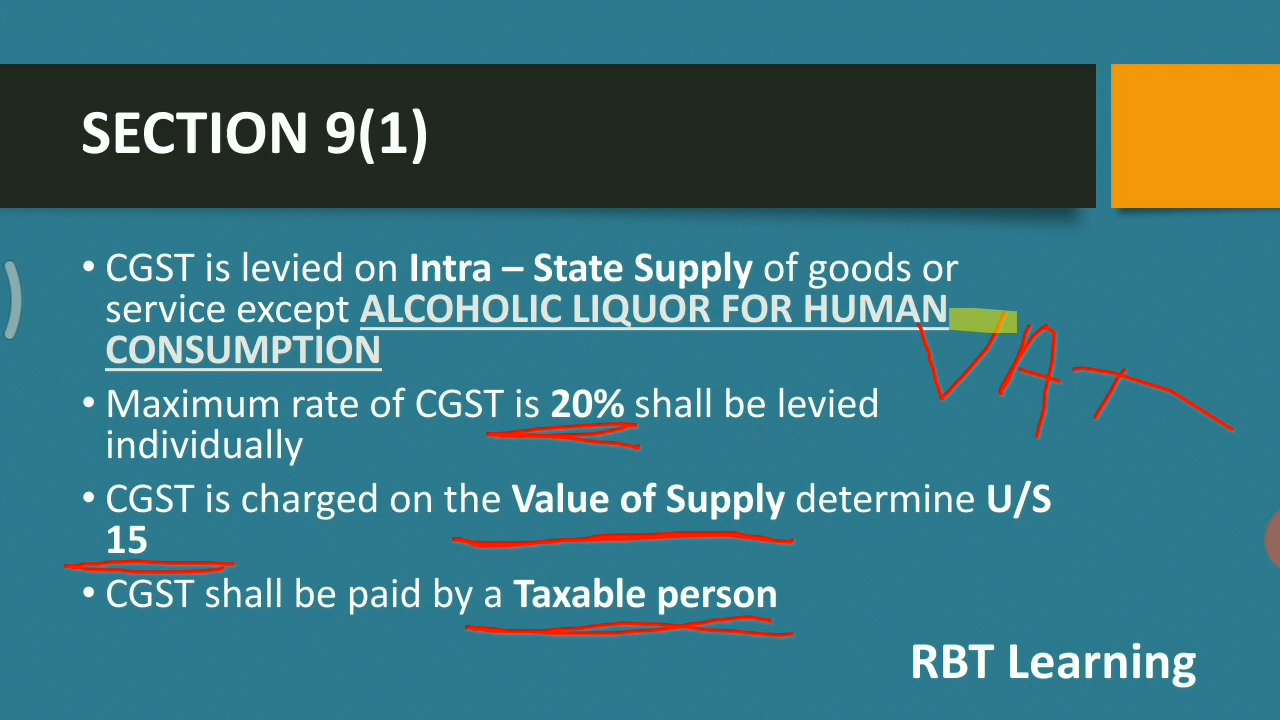 SECTION 9(1)
• CGST is levied on Intra – State Supply of goods or
service except ALCOHOLIC LIQUOR FOR HUMAN
CONSUMPTION
VAT
• Maximum rate of CGST is 20% shall be levied
individually
• CGST is charged on the Value of Supply determine U/S
15
• CGST shall be paid by a Taxable person
RBT Learning